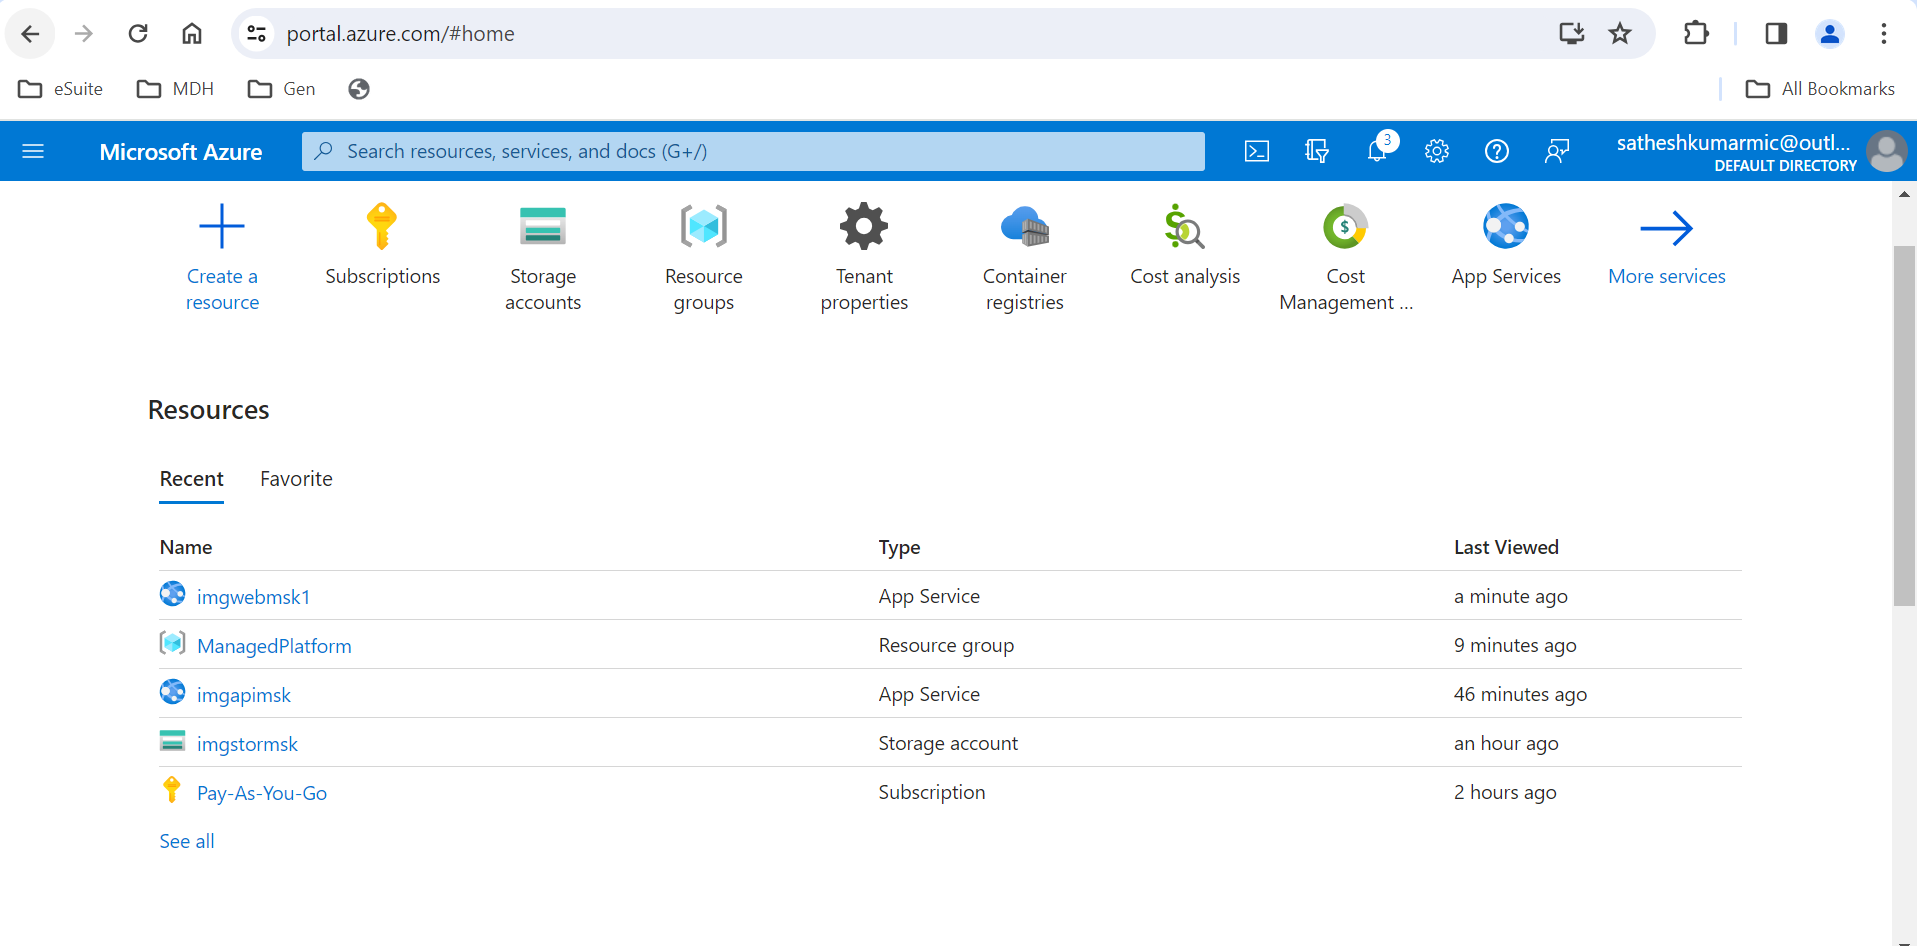 portal.azure.com/#home
eSuite MDH Gen All Bookmarks
Microsoft Azure Search resources, services, and docs (G+/) 3 satheshkumarmic@outl...
DEFAULT DIRECTORY
Create a resource
Subscriptions
Storage accounts
Resource groups
Tenant properties
Container registries
Cost analysis
Cost Management ...
App Services
More services
Resources
Recent Favorite
Name Type Last Viewed
imgwebmsk1 App Service a minute ago
ManagedPlatform Resource group 9 minutes ago
imgapimsk App Service 46 minutes ago
imgstormsk Storage account an hour ago
Pay-As-You-Go Subscription 2 hours ago
See all